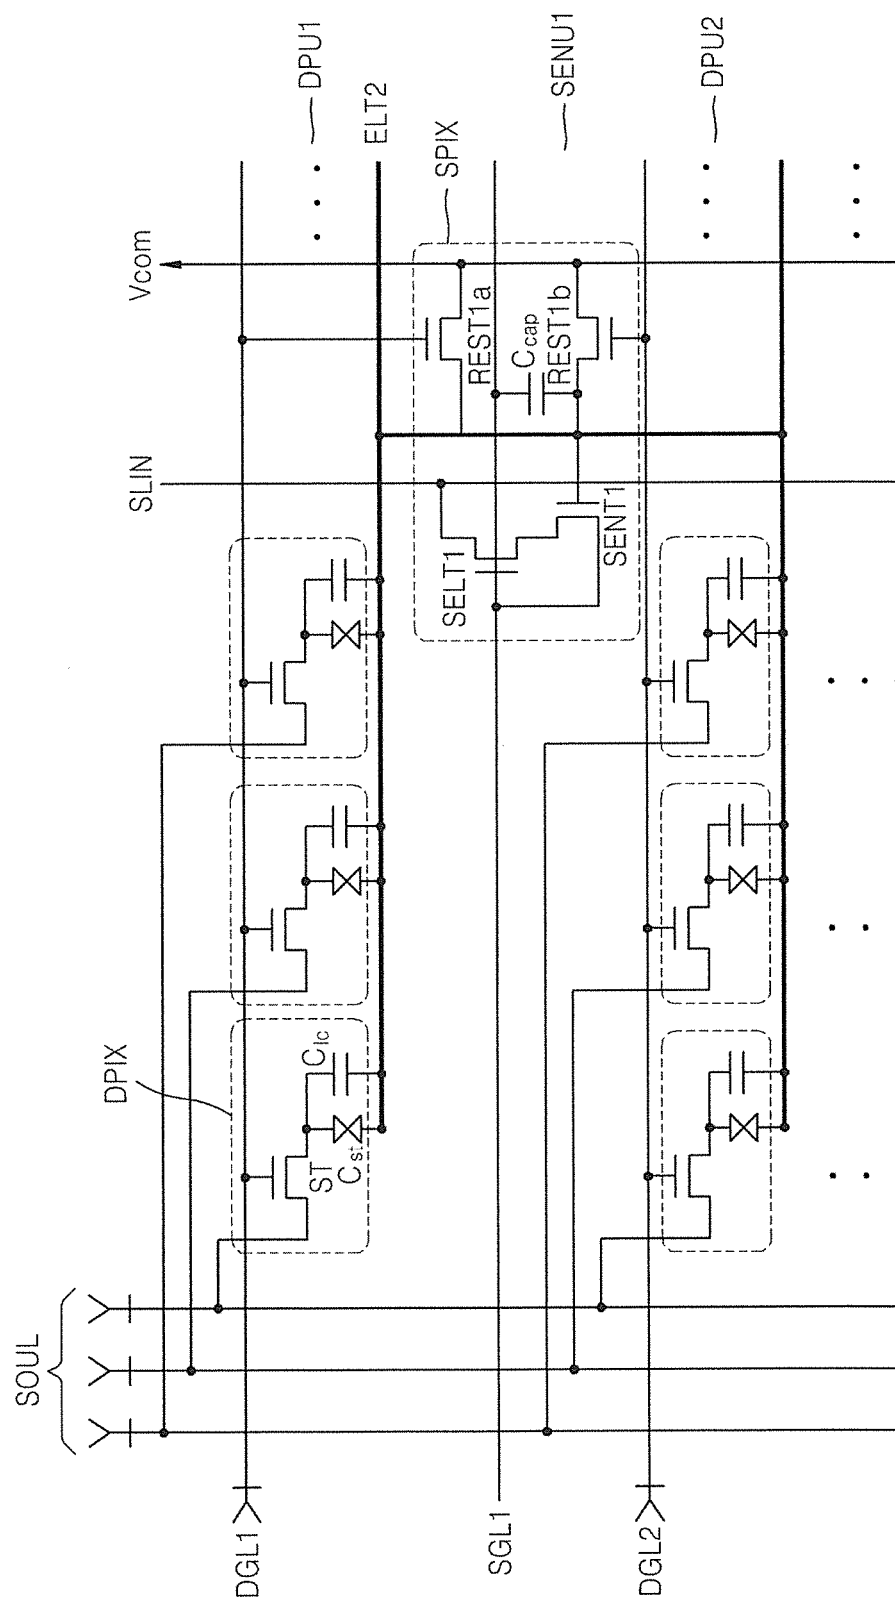 DPU1
ELT2
SENU1
DPU2
SPIX
Vcom
REST1a
Ccap
REST1b
SLIN
SELT1
SENT1
DPIX
Clc
ST
Cst
SOUL
DGL1
SGL1
DGL2